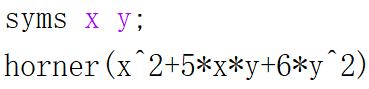 syms x y;
horner(x^2+5*x*y+6*y^2)